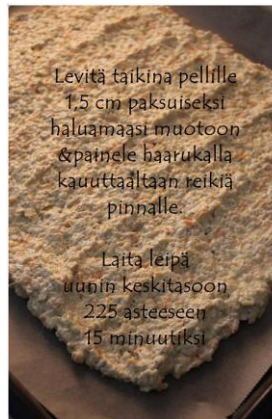 Levitä taikina pellille
1,5 cm paksuiseksi
haluamaasi muotoon
&painele haarukalla
kauuttaaltaan reikiä
pinnalle.
Laita leipä
uunin keskitasoon
225 asteeseen
15 minuutiksi